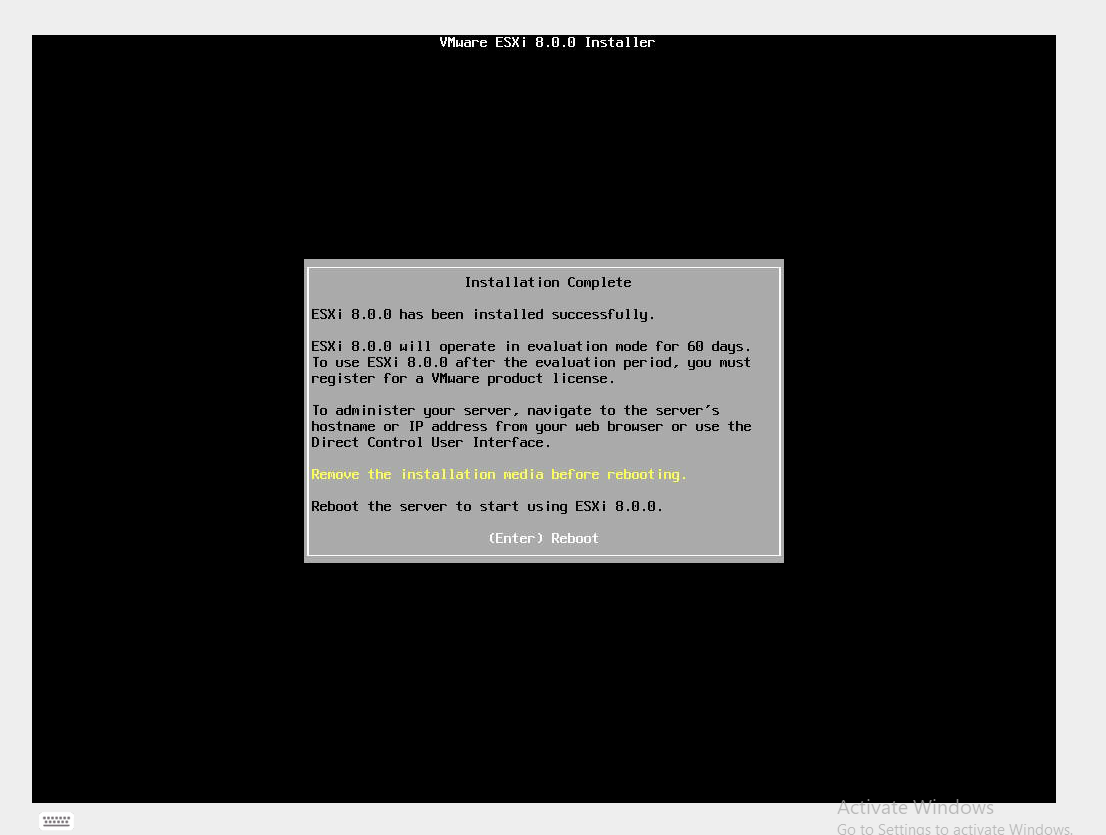 VMware ESXi 8.0.0 Installer
Installation Complete
ESXi 8.0.0 has been installed successfully.
ESXi 8.0.0 will operate in evaluation mode for 60 days.
To use ESXi 8.0.0 after the evaluation period, you must
register for a VMware product license.
To administer your server, navigate to the server's
hostname or IP address from your web browser or use the
Direct Control User Interface.
Remove the installation media before rebooting.
Reboot the server to start using ESXi 8.0.0.
(Enter) Reboot
Activate Windows
Go to Settings to activate Windows.